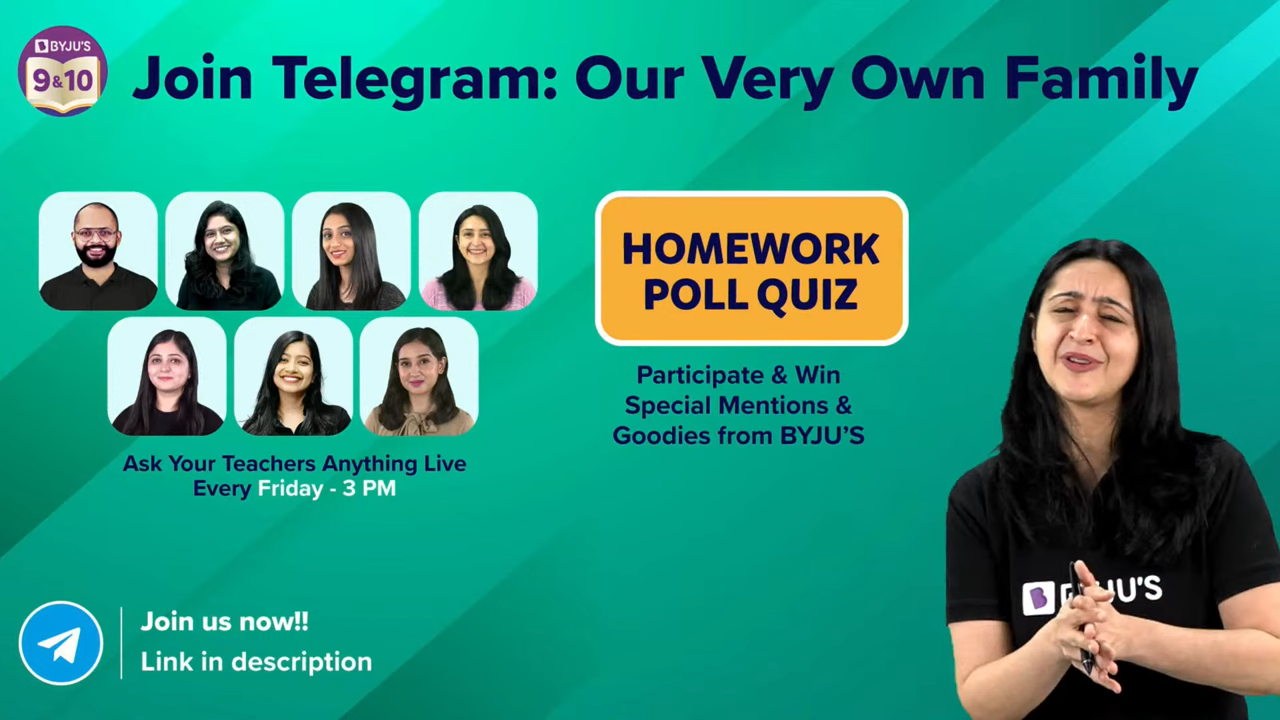 BYJU'S
9&10
Join Telegram: Our Very Own Family
HOMEWORK
POLL QUIZ
Participate & Win
Special Mentions &
Goodies from BYJU'S
Ask Your Teachers Anything Live
Every Friday - 3 PM
Join us now!!
Link in description
BYJU'S